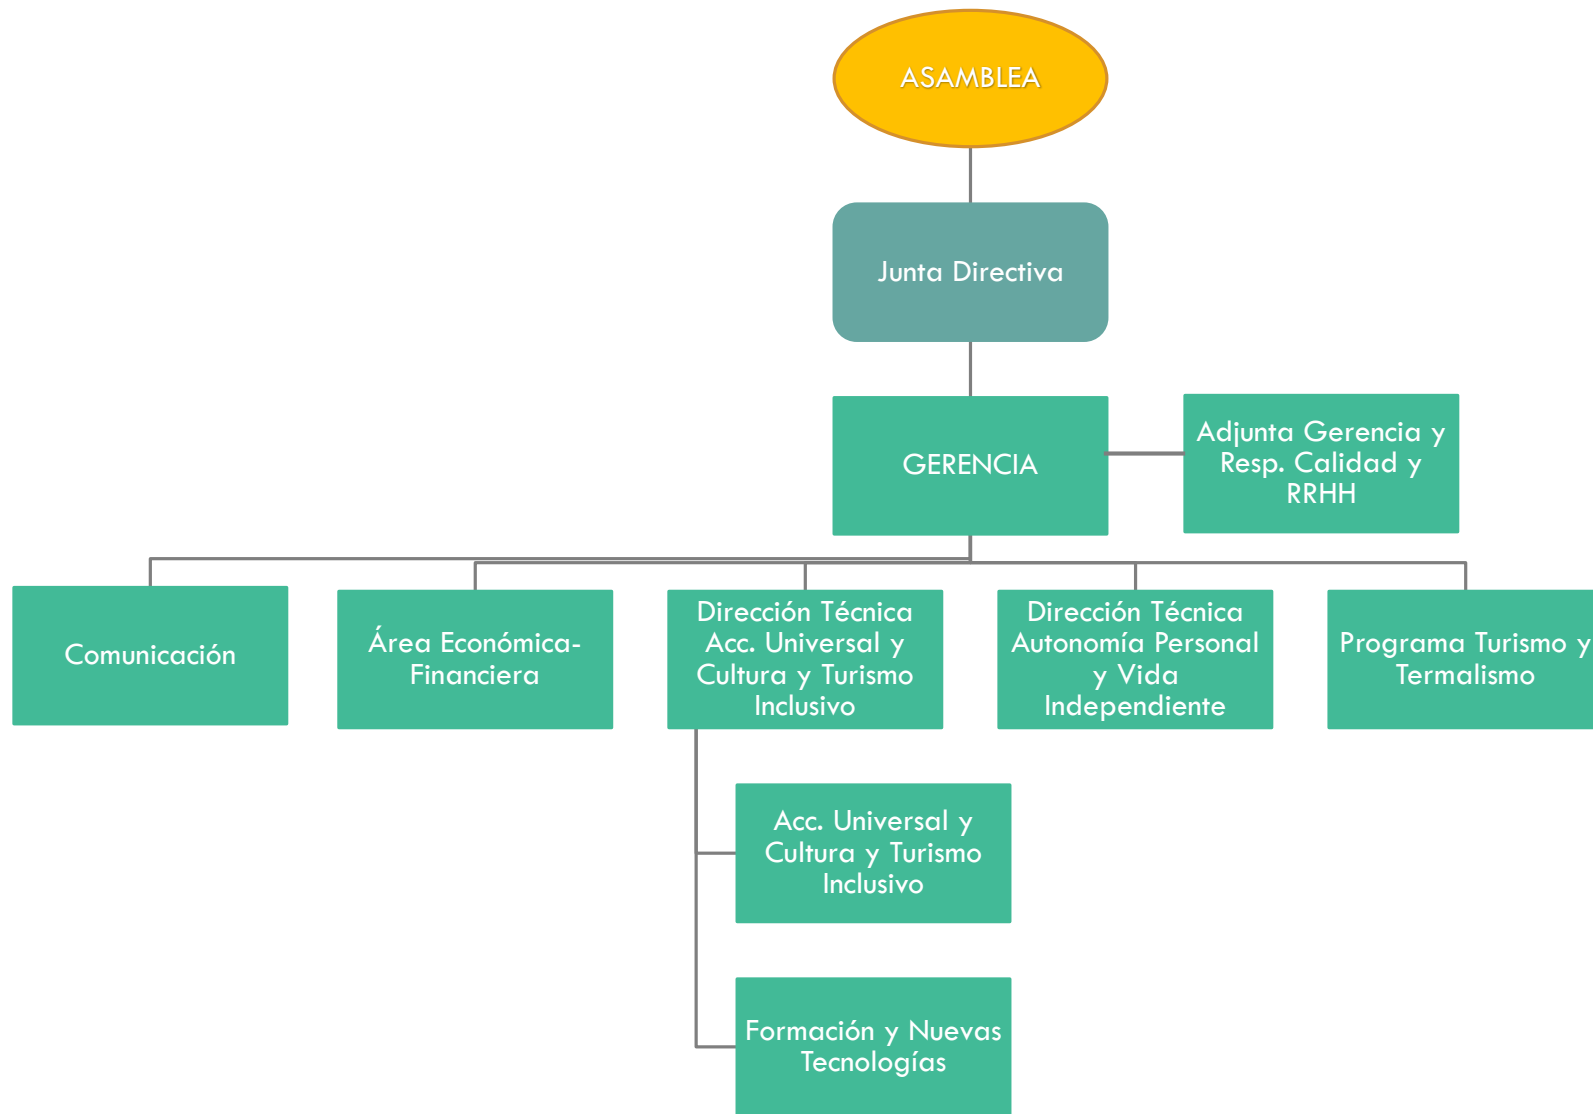 ASAMBLEA
Junta Directiva
GERENCIA
Adjunta Gerencia y
Resp. Calidad y
RRHH
Comunicación
Área Económica-
Financiera
Dirección Técnica
Acc. Universal y
Cultura y Turismo
Inclusivo
Dirección Técnica
Autonomía Personal
y Vida
Independiente
Programa Turismo y
Termalismo
Acc. Universal y
Cultura y Turismo
Inclusivo
Formación y Nuevas
Tecnologías